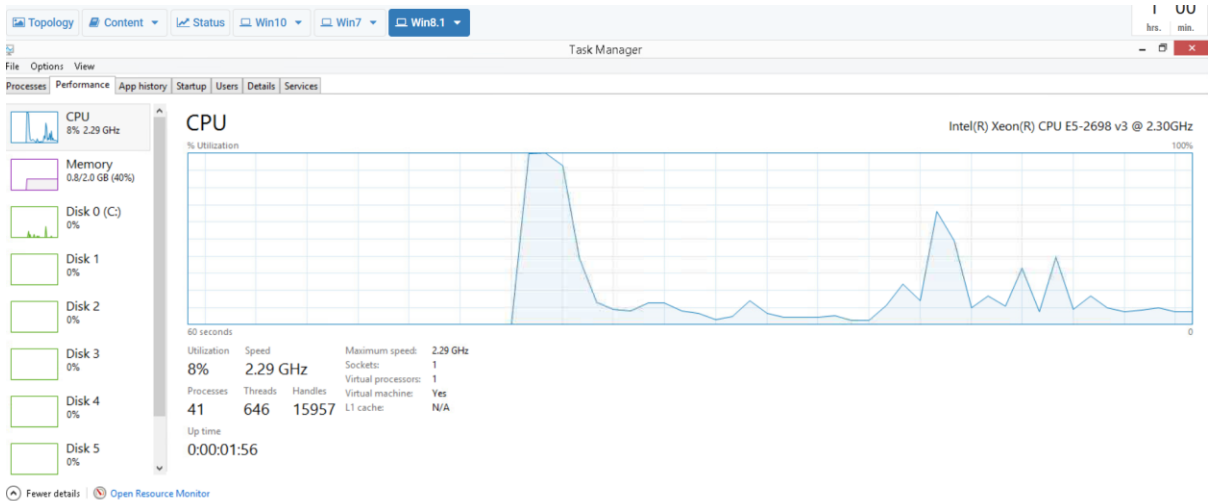 Topology Content Status Win10 Win7 Win8.1
1 00
hrs. min.
Task Manager
File Options View
Processes Performance App history Startup Users Details Services
CPU
8% 2.29 GHz
Memory
0.8/2.0 GB (40%)
Disk 0 (C:)
0%
Disk 1
0%
Disk 2
0%
Disk 3
0%
Disk 4
0%
Disk 5
0%
CPU
Intel(R) Xeon(R) CPU E5-2698 v3 @ 2.30GHz
% Utilization 100%
60 seconds 0
Utilization Speed
8% 2.29 GHz
Processes Threads Handles
41 646 15957
Up time
0:00:01:56
Maximum speed: 2.29 GHz
Sockets: 1
Virtual processors: 1
Virtual machine: Yes
L1 cache: N/A
Fewer details Open Resource Monitor